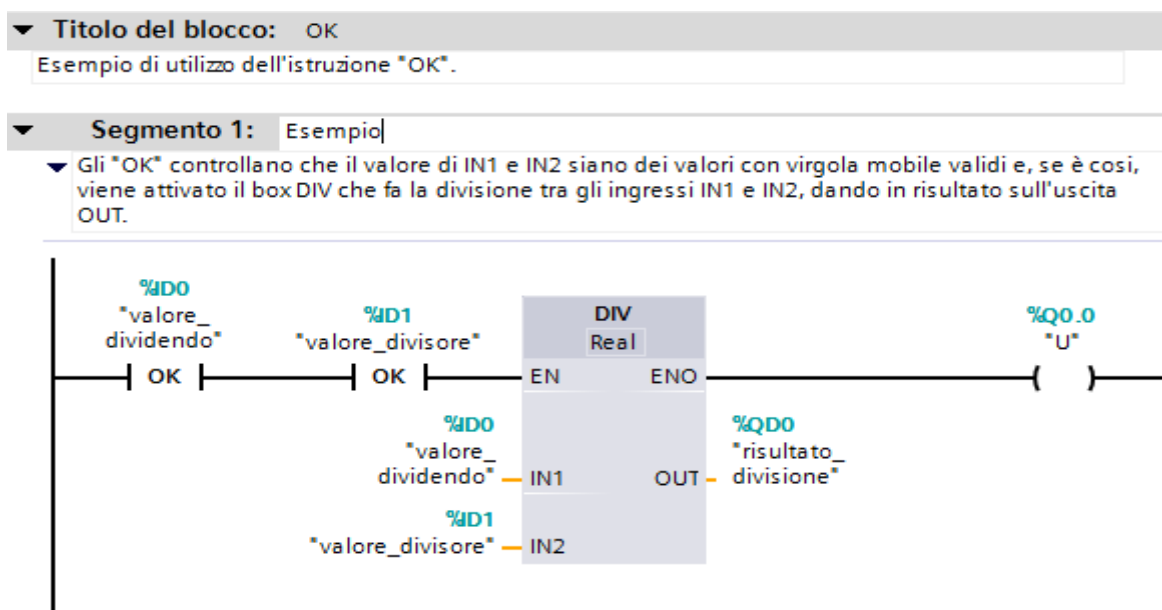 Titolo del blocco: OK
Esempio di utilizzo dell'istruzione "OK".
Segmento 1: Esempio
Gli "OK" controllano che il valore di IN1 e IN2 siano dei valori con virgola mobile validi e, se è cosi,
viene attivato il box DIV che fa la divisione tra gli ingressi IN1 e IN2, dando in risultato sull'uscita
OUT.
%ID0
"valore_
dividendo"
OK
%ID1
"valore_divisore"
OK
DIV
Real
EN ENO
%Q0.0
"U"
%ID0
"valore_
dividendo" IN1
%ID1
"valore_divisore" IN2
%QD0
"risultato_
OUT divisione"